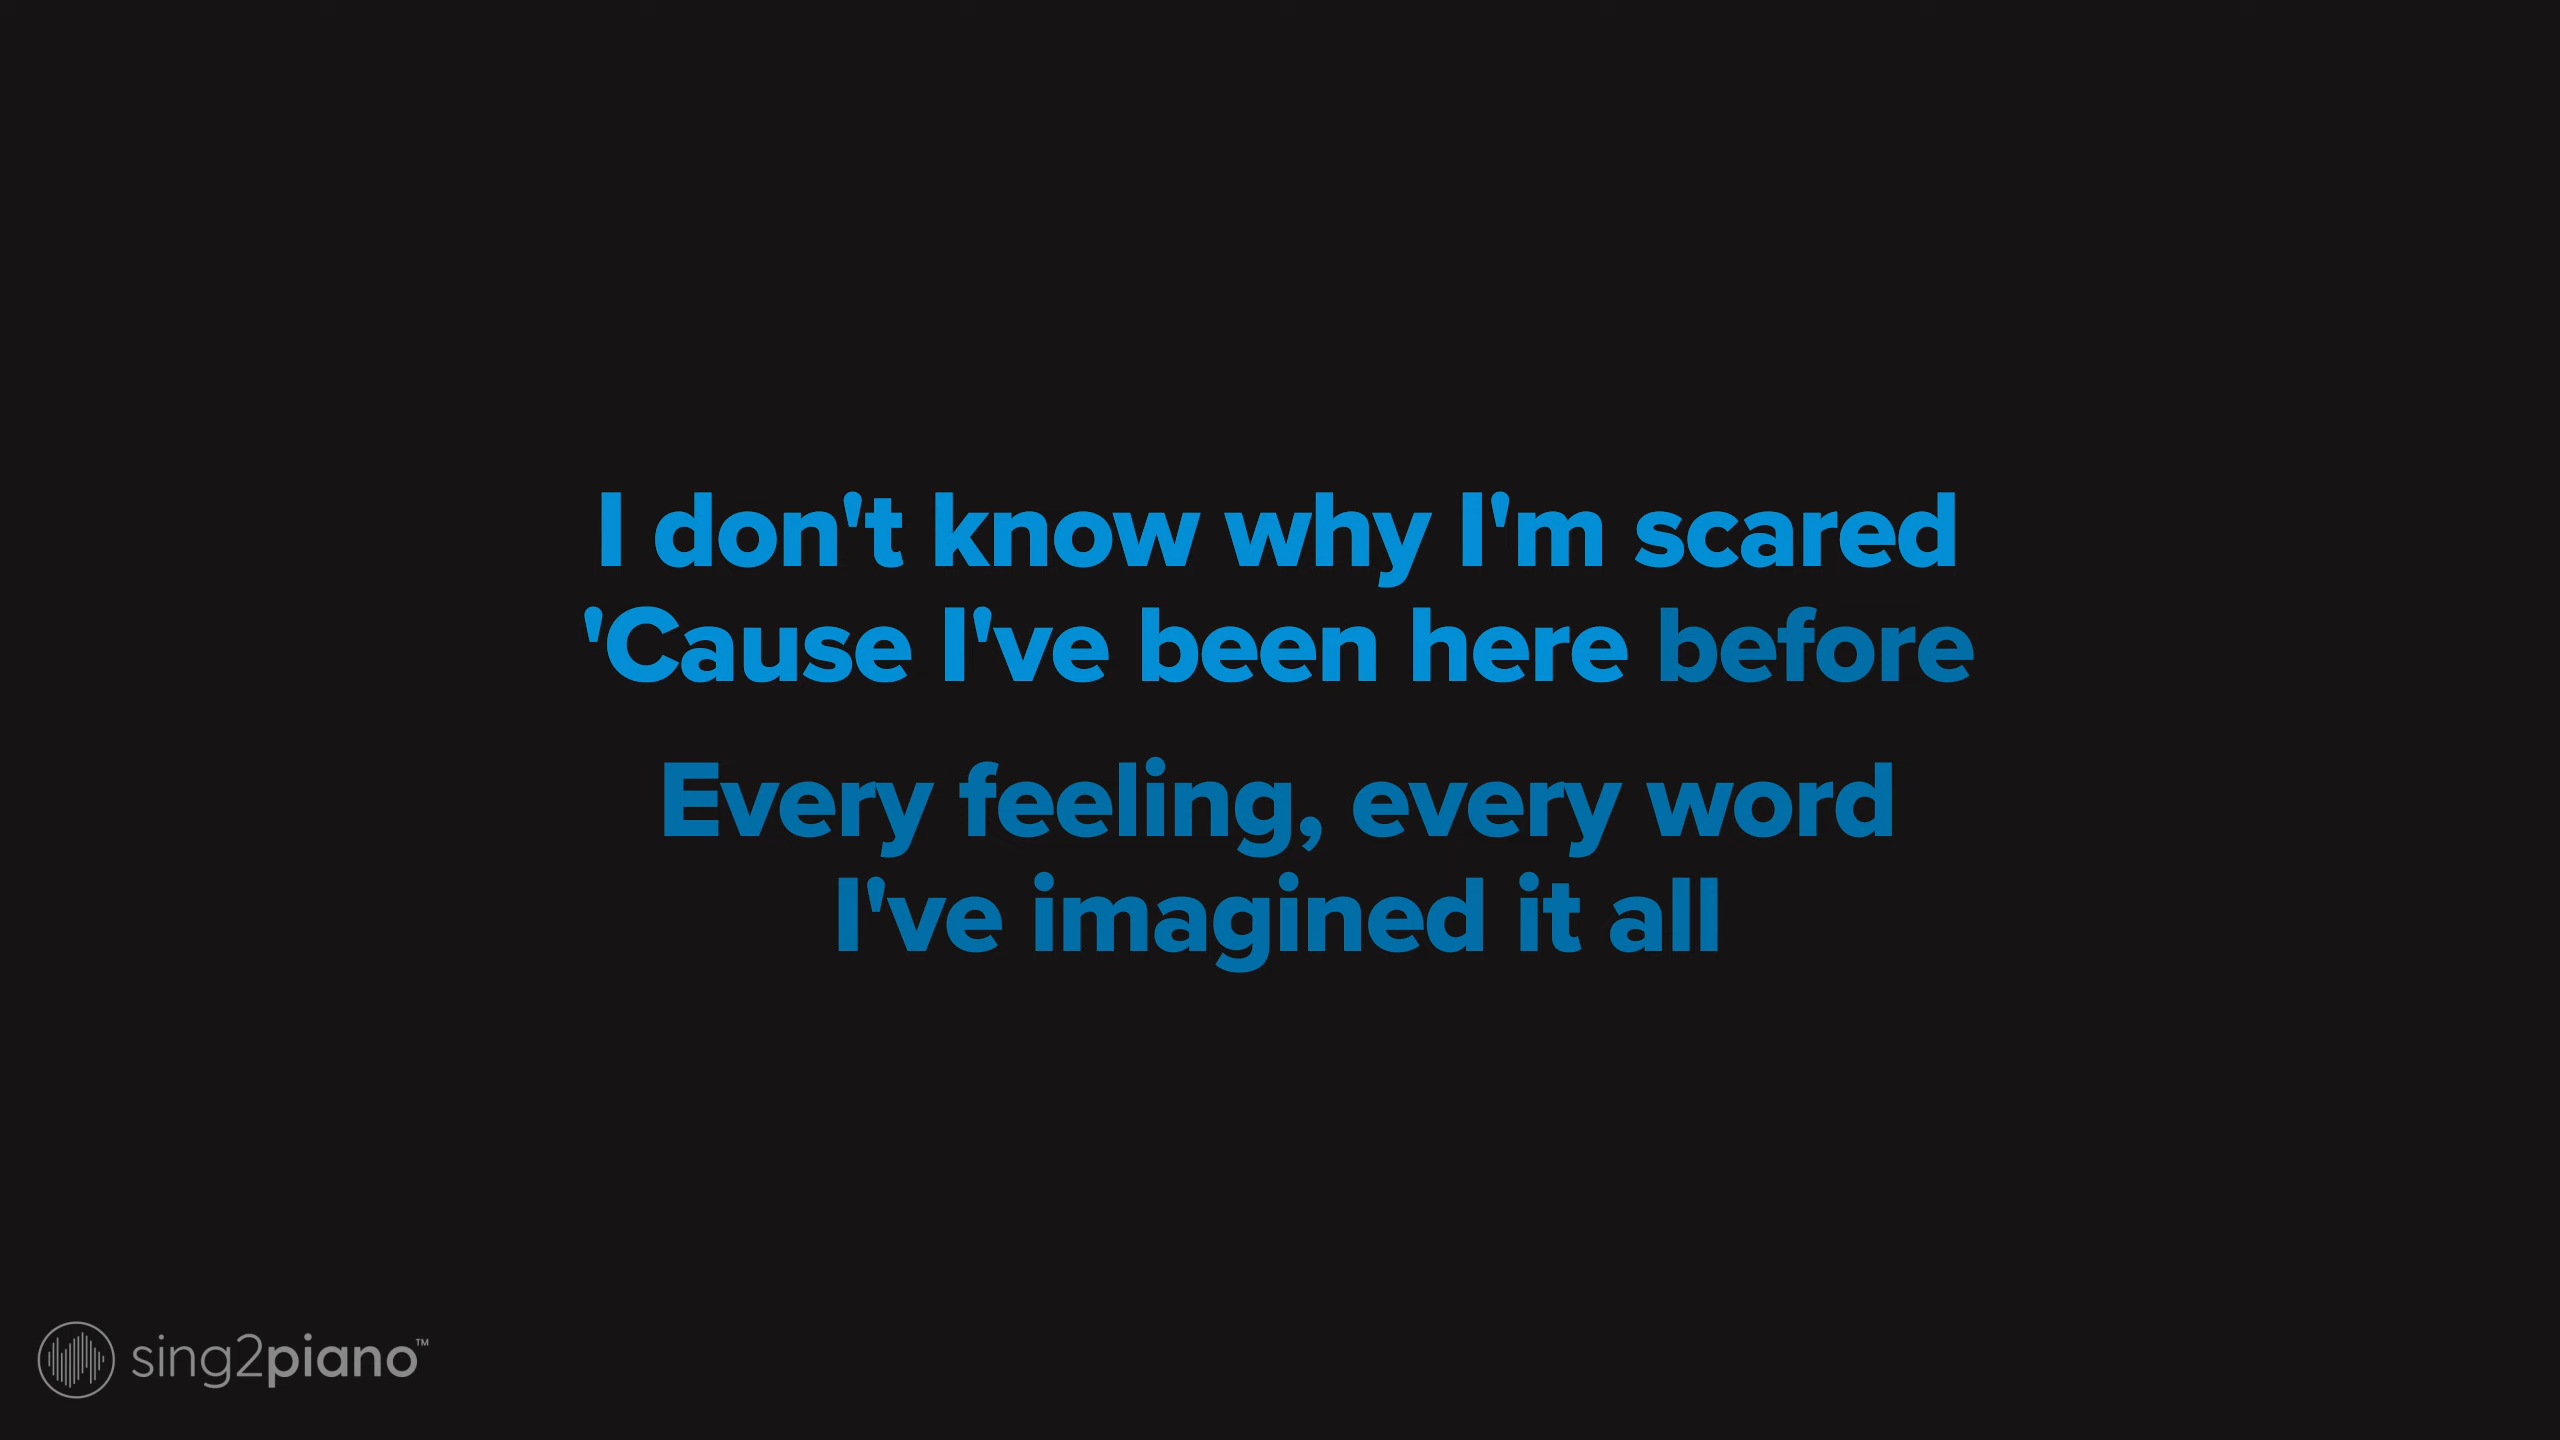 I don't know why I'm scared
'Cause I've been here before
Every feeling, every word
I've imagined it all
sing2piano™